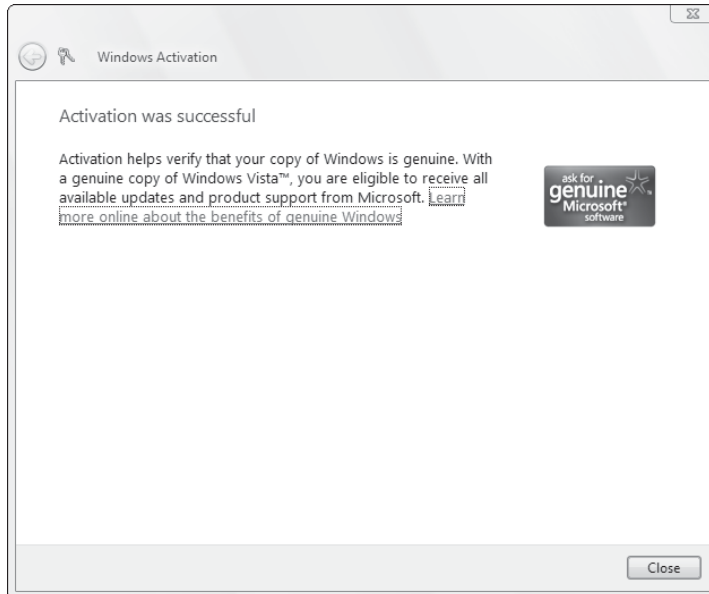 Windows Activation
Activation was successful
Activation helps verify that your copy of Windows is genuine. With
a genuine copy of Windows Vista™, you are eligible to receive all
available updates and product support from Microsoft. Learn
more online about the benefits of genuine Windows
ask for
genuine
Microsoft®
software
Close